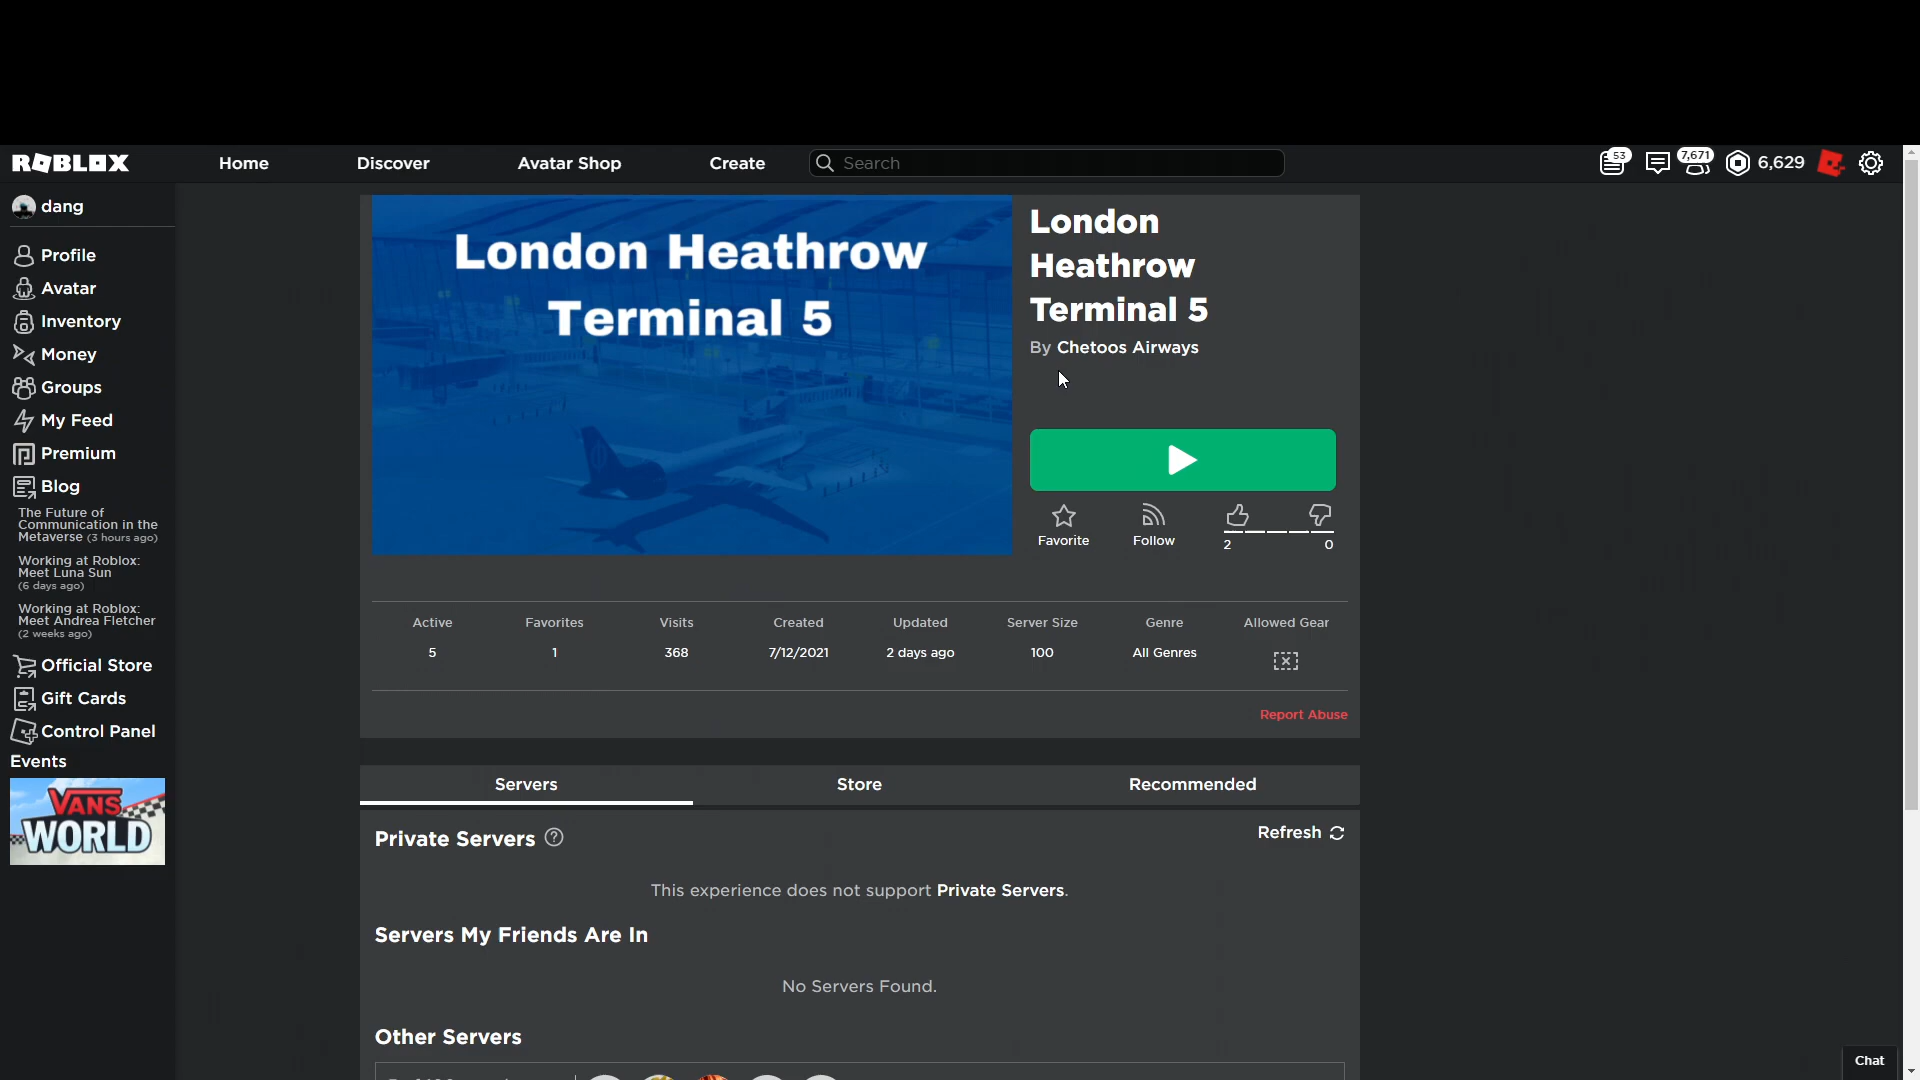 ROBLOX
Home
Discover
Avatar Shop
Create
Search
53
7,671
6,629
dang
Profile
Avatar
Inventory
Money
Groups
My Feed
Premium
Blog
The Future of
Communication in the
Metaverse (3 hours ago)
Working at Roblox:
Meet Luna Sun
(6 days ago)
Working at Roblox:
Meet Andrea Fletcher
(2 weeks ago)
Official Store
Gift Cards
Control Panel
Events
VANS
WORLD
London Heathrow
Terminal 5
London
Heathrow
Terminal 5
By Chetoos Airways
Favorite
Follow
2
0
Active
Favorites
Visits
Created
Updated
Server Size
Genre
Allowed Gear
5
1
368
7/12/2021
2 days ago
100
All Genres
Report Abuse
Servers
Store
Recommended
Private Servers
Refresh
This experience does not support Private Servers.
Servers My Friends Are In
No Servers Found.
Other Servers
Chat